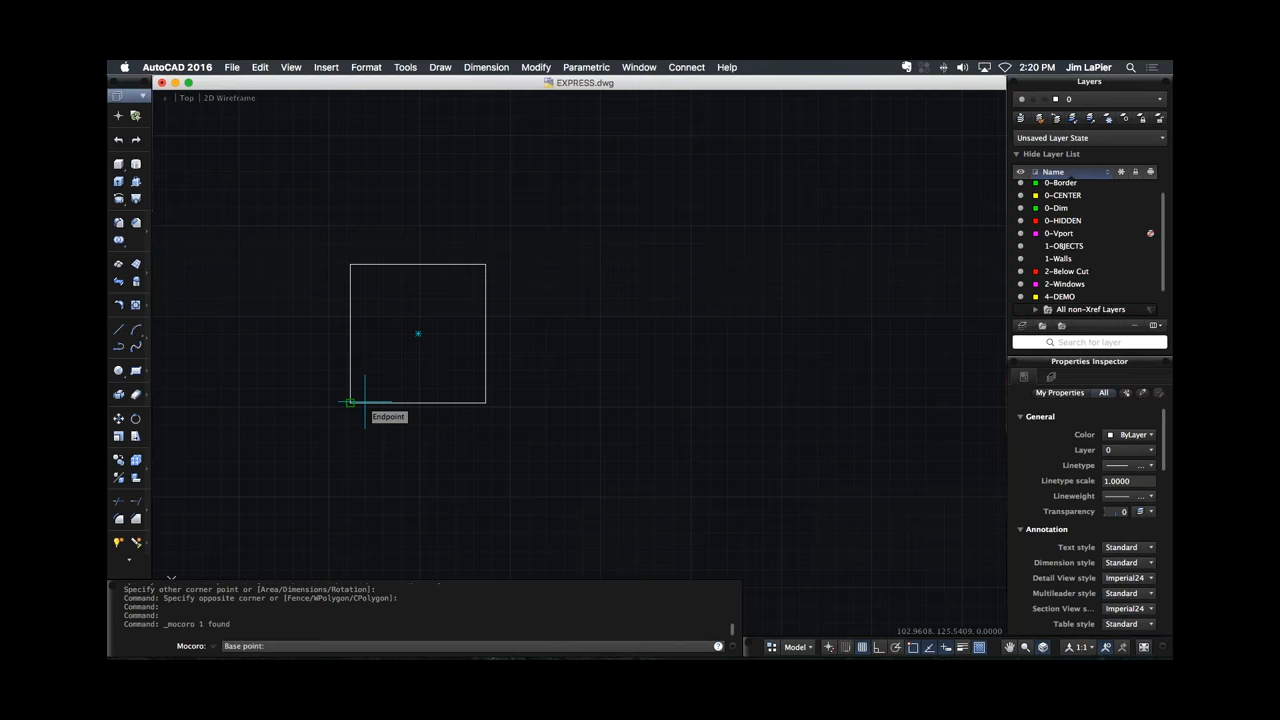 AutoCAD 2016 File Edit View Insert Format Tools Draw Dimension Modify Parametric Window Connect Help 2:20 PM Jim LaPier
EXPRESS.dwg
Top 2D Wireframe
Layers
0
Unsaved Layer State
Hide Layer List
Name
0-Border
0-CENTER
0-Dim
0-HIDDEN
0-Vport
1-OBJECTS
1-Walls
2-Below Cut
2-Windows
4-DEMO
All non-Xref Layers
Search for layer
Properties Inspector
My Properties All
General
Color ByLayer
Layer 0
Linetype ...
Linetype scale 1.0000
Lineweight ...
Transparency 0
Annotation
Text style Standard
Dimension style Standard
Detail View style Imperial24
Multileader style Standard
Section View s... Imperial24
Table style Standard
Endpoint
Specify other corner point or [Area/Dimensions/Rotation]:
Command: Specify opposite corner or [Fence/WPolygon/CPolygon]:
Command:
Command:
Command: _mocoro 1 found
Mocoro: Base point: ?
102.9608, 125.5409, 0.0000
Model 1:1